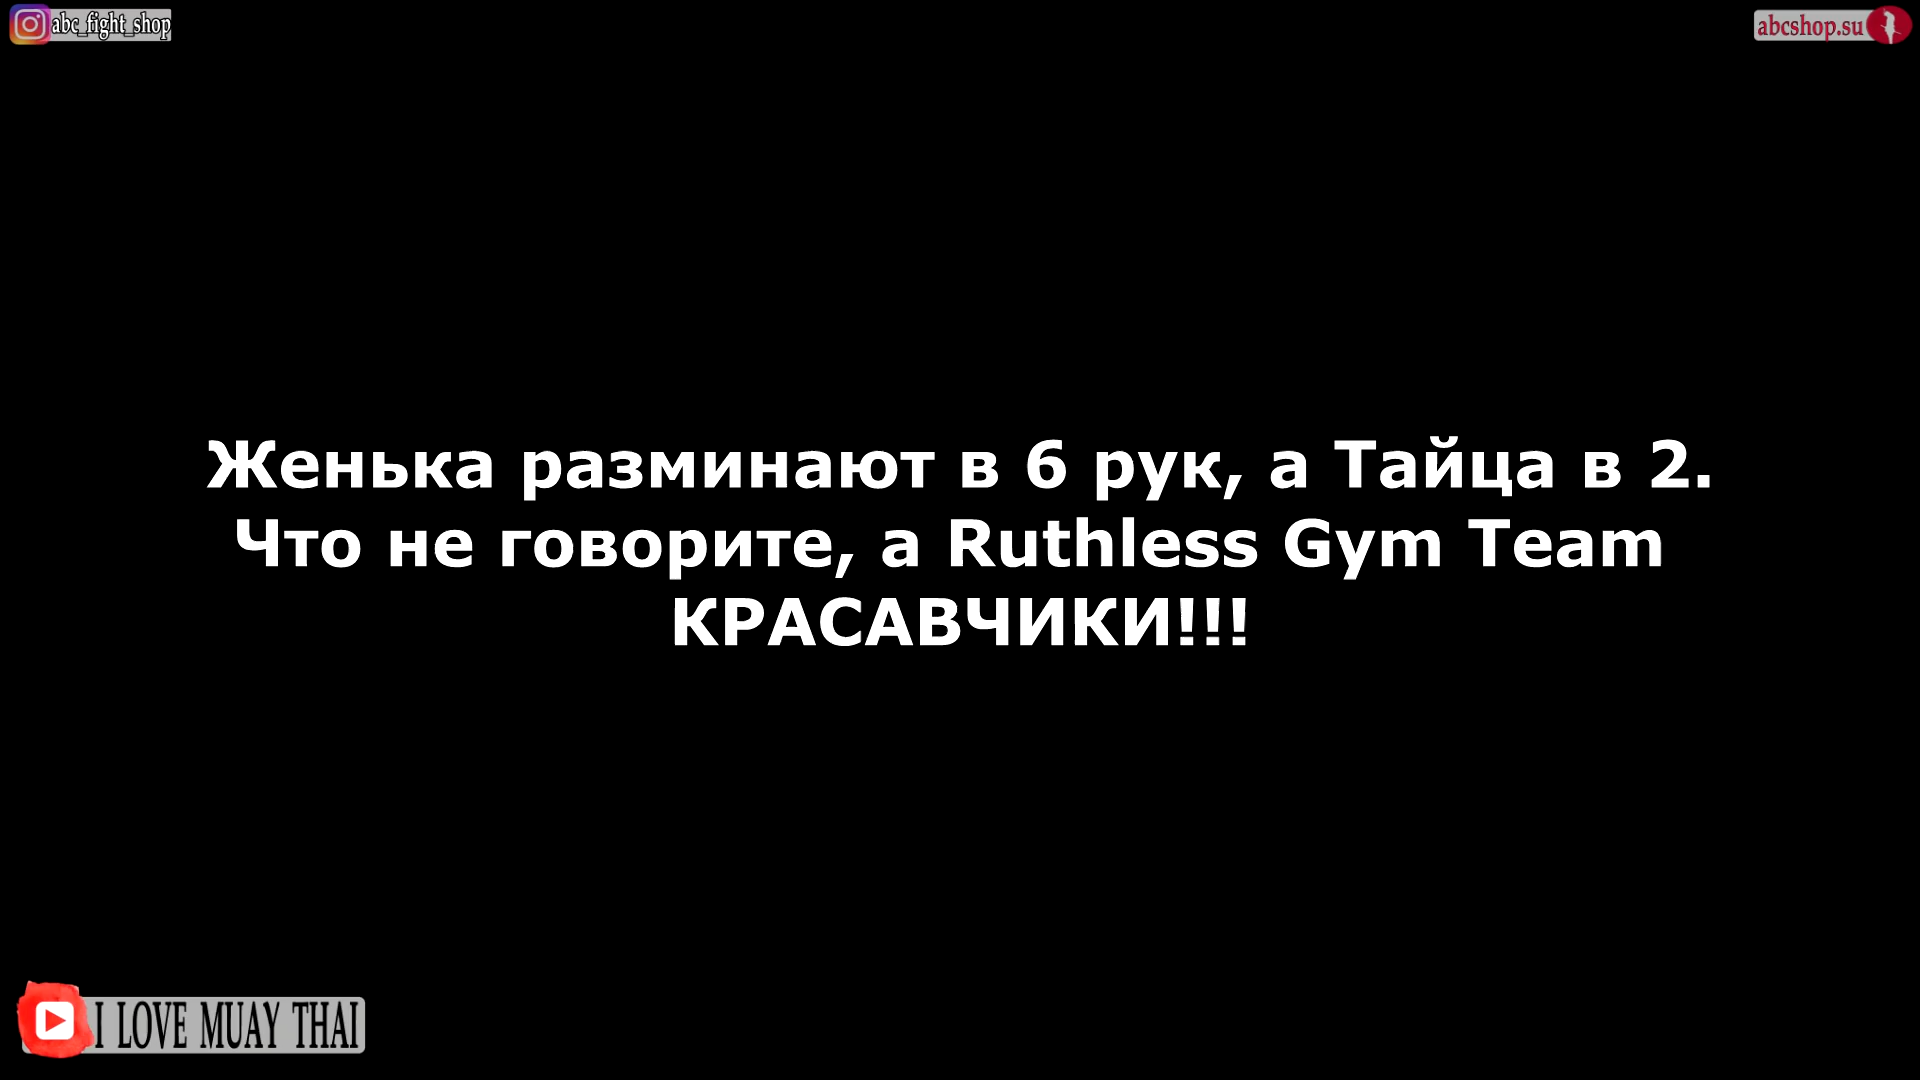 abc_fight_shop
abcshop.su
Женька разминают в 6 рук, а Тайца в 2.
Что не говорите, а Ruthless Gym Team
КРАСАВЧИКИ!!!
I LOVE MUAY THAI